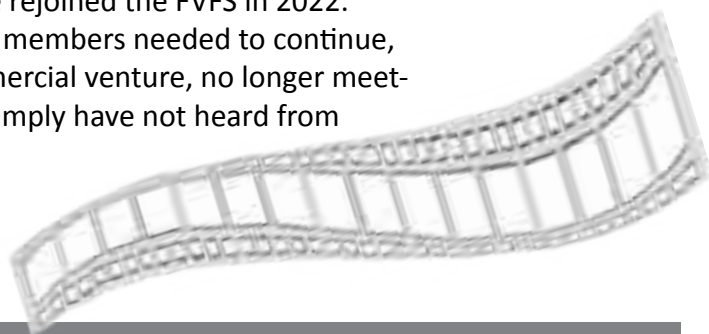 rejoined the FVFS in 2022.
members needed to continue,
mercial venture, no longer meet-
mply have not heard from